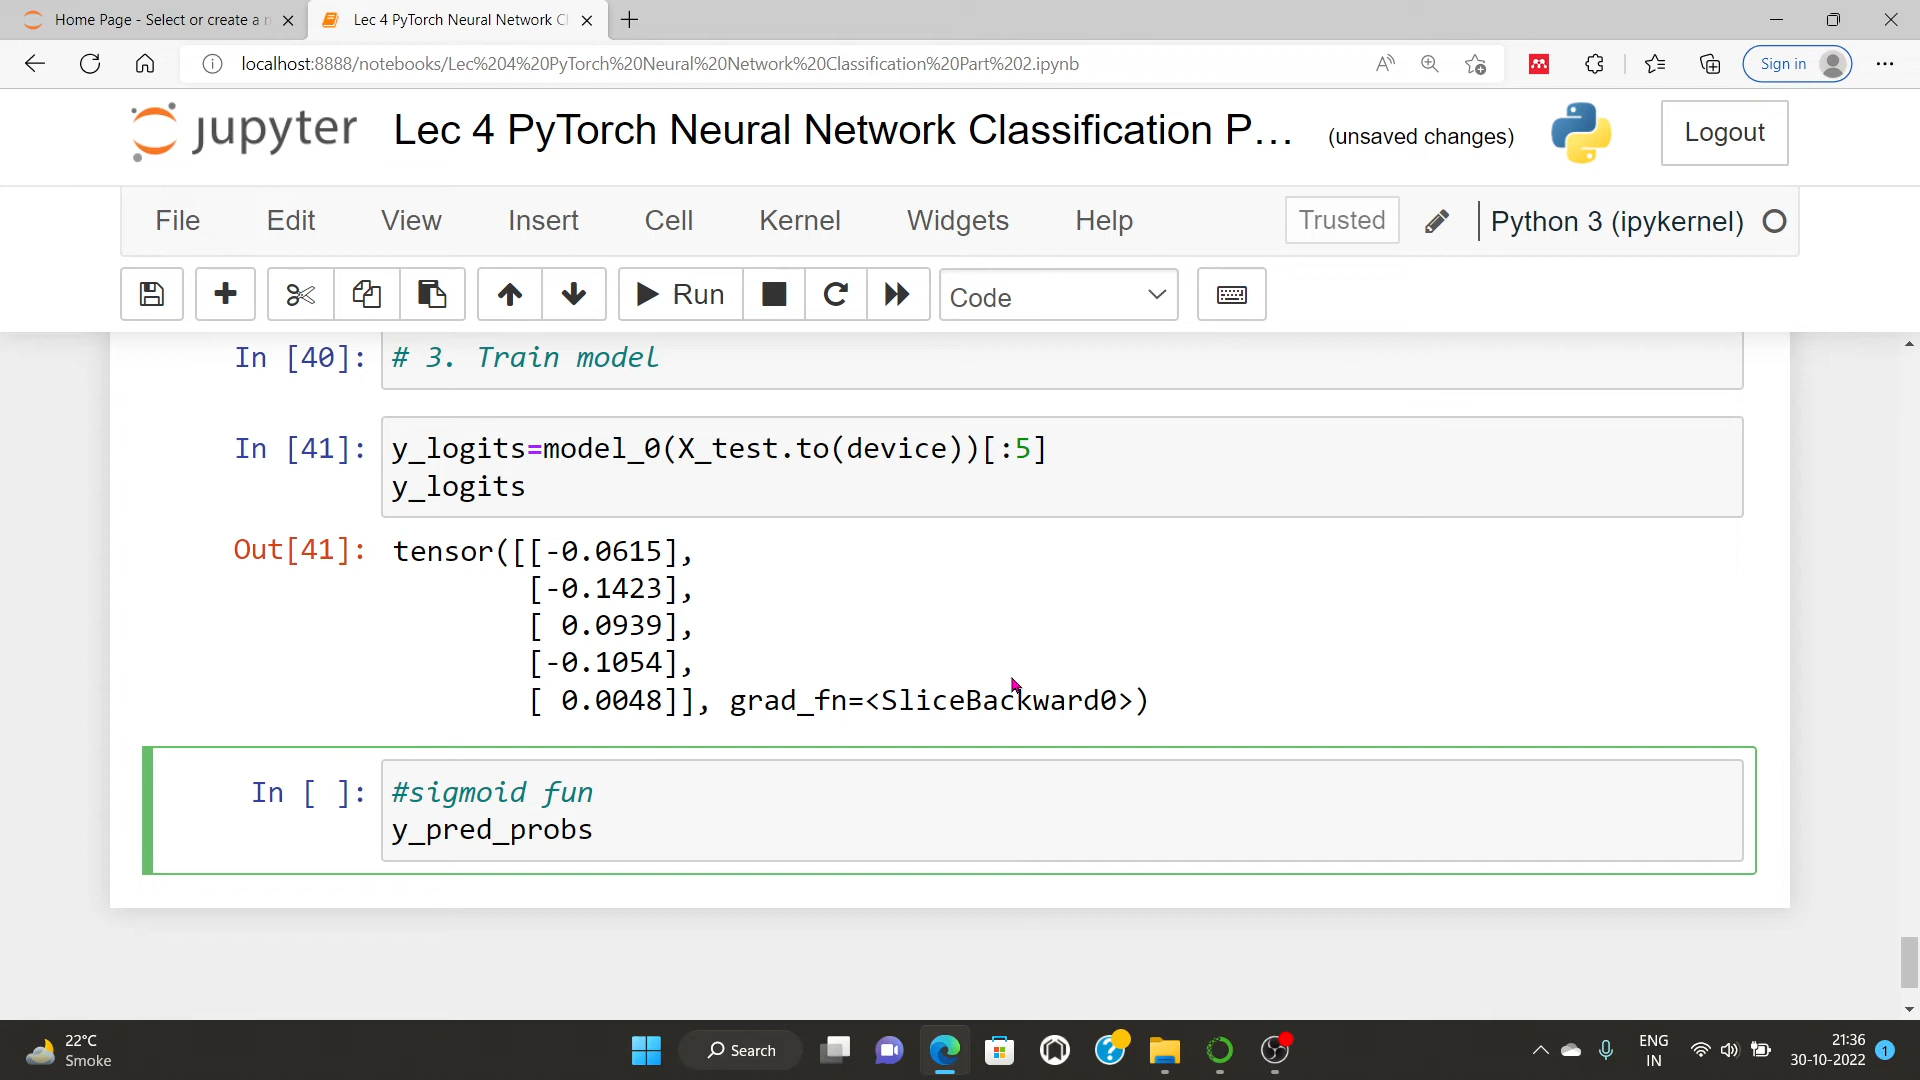 Home Page - Select or create a n
Lec 4 PyTorch Neural Network Cl
localhost:8888/notebooks/Lec%204%20PyTorch%20Neural%20Network%20Classification%20Part%202.ipynb
Sign in
jupyter Lec 4 PyTorch Neural Network Classification P... (unsaved changes)
Logout
File Edit View Insert Cell Kernel Widgets Help
Trusted
Python 3 (ipykernel)
Run
Code
In [40]: # 3. Train model
In [41]: y_logits=model_0(X_test.to(device))[:5]
y_logits
Out[41]: tensor([[-0.0615],
[-0.1423],
[ 0.0939],
[-0.1054],
[ 0.0048]], grad_fn=<SliceBackward0>)
In [ ]: #sigmoid fun
y_pred_probs
22°C
Smoke
Search
ENG
IN
21:36
30-10-2022
1